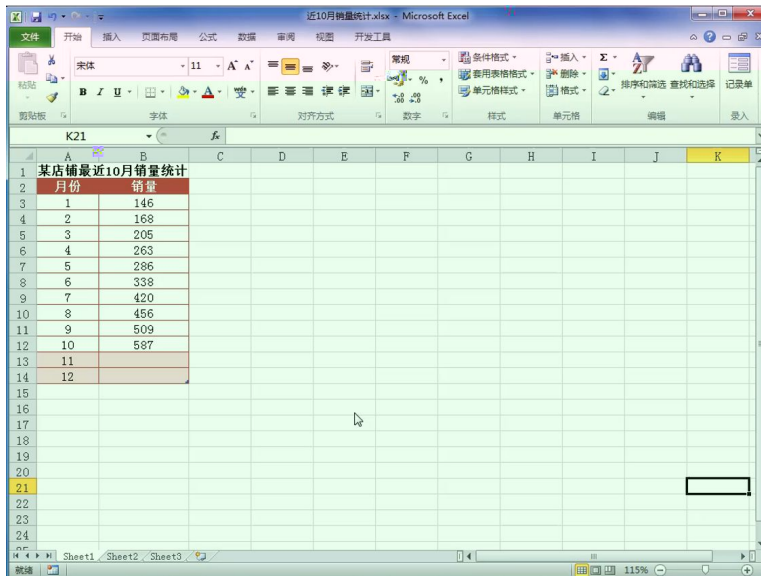 近10月销量统计.xlsx - Microsoft Excel
文件 开始 插入 页面布局 公式 数据 审阅 视图 开发工具
宋体 11 A A 常规 条件格式 插入 Σ
粘贴 B I U A 变 % , 套用表格格式 删除 排序和筛选 查找和选择 记录单
.00 .00 单元格样式 格式
剪贴板 字体 对齐方式 数字 样式 单元格 编辑 录入
K21 fx
A B C D E F G H I J K
1 某店铺最近10月销量统计
2 月份 销量
3 1 146
4 2 168
5 3 205
6 4 263
7 5 286
8 6 338
9 7 420
10 8 456
11 9 509
12 10 587
13 11
14 12
15
16
17
18
19
20
21
22
23
24
Sheet1 Sheet2 Sheet3
就绪 115%